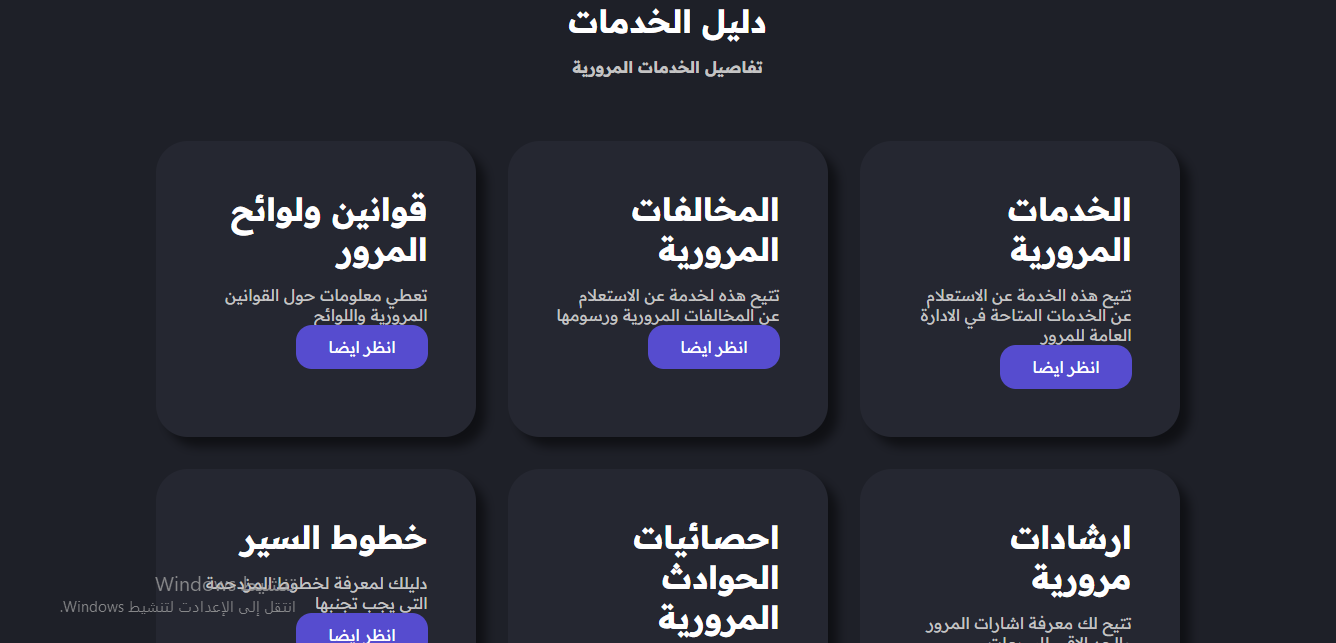 دليل الخدمات
تفاصيل الخدمات المرورية
الخدمات
المرورية
تتيح هذه الخدمة عن الاستعلام
عن الخدمات المتاحة في الادارة
العامة للمرور
انظر ايضا
المخالفات
المرورية
تتيح هذه لخدمة عن الاستعلام
عن المخالفات المرورية ورسومها
انظر ايضا
قوانين ولوائح
المرور
تعطي معلومات حول القوانين
المرورية واللوائح
انظر ايضا
ارشادات
مرورية
تتيح لك معرفة اشارات المرور
احصائيات
الحوادث
المرورية
خطوط السير
دليلك لمعرفة لخطوط المزدحمة
التي يجب تجنبها
انظر ايضا
تنشيط Windows
انتقل إلى الإعدادت لتنشيط Windows.